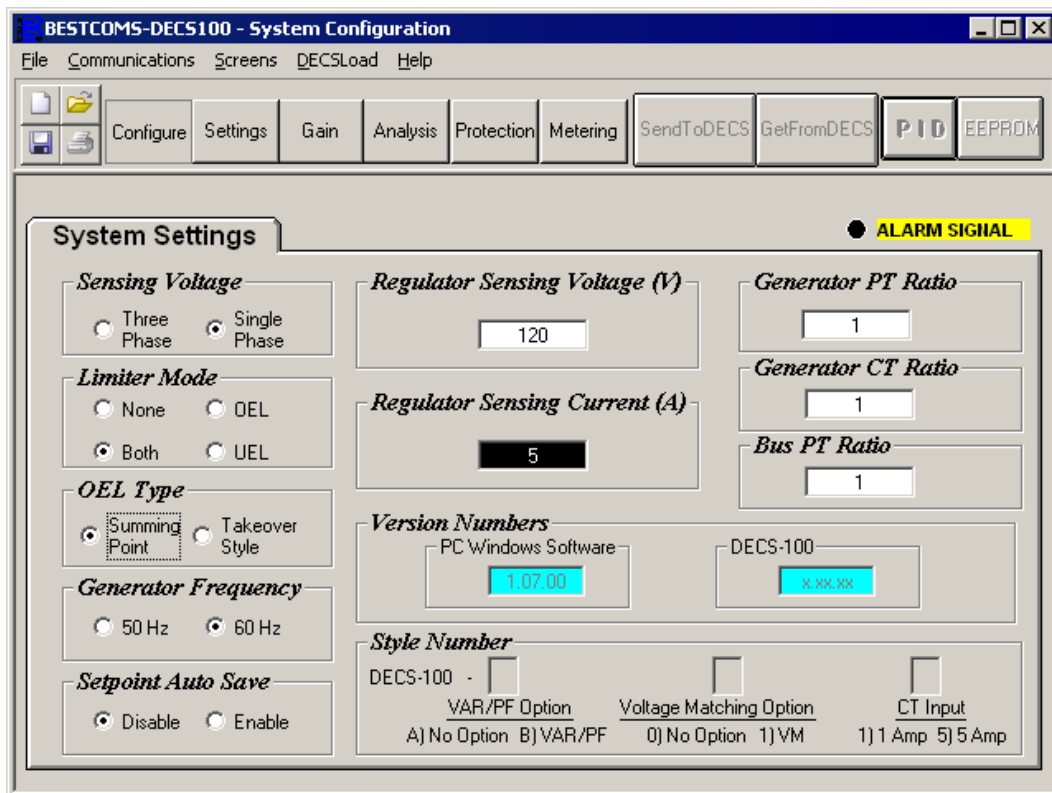 BESTCOMS-DECS100 - System Configuration
File Communications Screens DECSLoad Help
Configure Settings Gain Analysis Protection Metering SendToDECS GetFromDECS PID EEPROM
System Settings
ALARM SIGNAL
Sensing Voltage
Three Phase
Single Phase
Limiter Mode
None
OEL
Both
UEL
OEL Type
Summing Point
Takeover Style
Generator Frequency
50 Hz
60 Hz
Setpoint Auto Save
Disable
Enable
Regulator Sensing Voltage (V)
120
Regulator Sensing Current (A)
5
Generator PT Ratio
1
Generator CT Ratio
1
Bus PT Ratio
1
Version Numbers
PC Windows Software
1.07.00
DECS-100
x.xx.xx
Style Number
DECS-100 -
VAR/PF Option
A) No Option B) VAR/PF
Voltage Matching Option
0) No Option 1) VM
CT Input
1) 1 Amp 5) 5 Amp